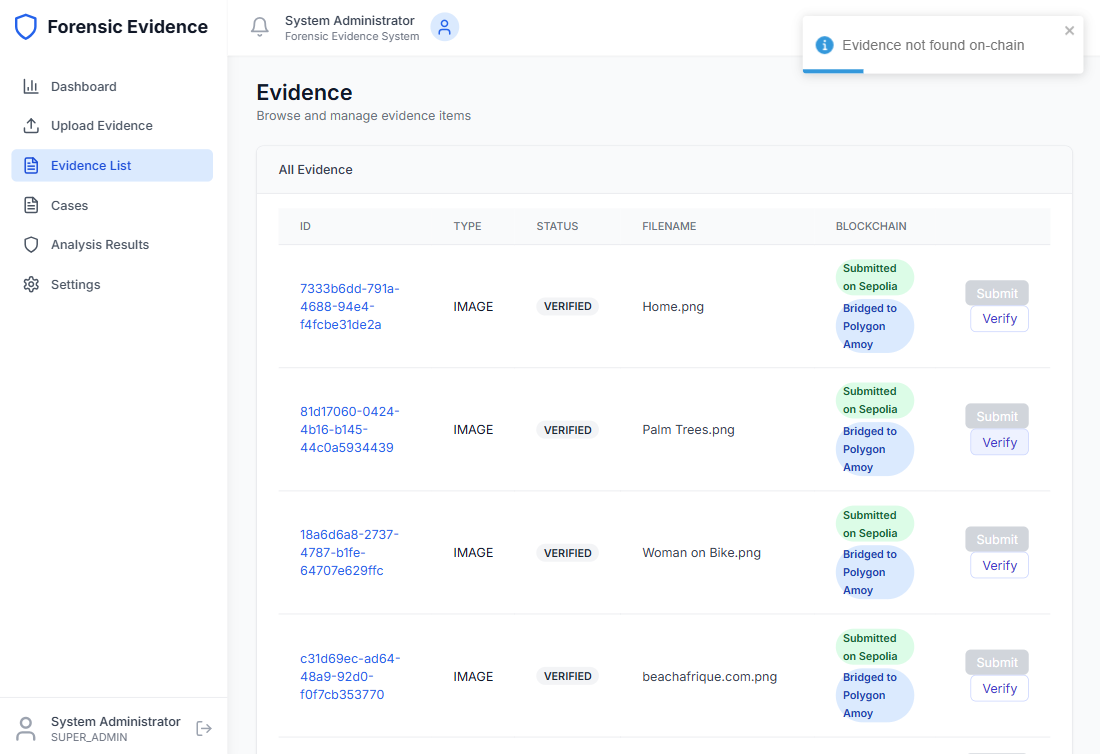 Forensic Evidence
System Administrator
Forensic Evidence System
Evidence not found on-chain
Dashboard
Upload Evidence
Evidence List
Cases
Analysis Results
Settings
Evidence
Browse and manage evidence items
All Evidence
ID TYPE STATUS FILENAME BLOCKCHAIN
7333b6dd-791a-
4688-94e4-
f4fcbe31de2a
IMAGE
VERIFIED
Home.png
Submitted
on Sepolia
Bridged to
Polygon
Amoy
Submit
Verify
81d17060-0424-
4b16-b145-
44c0a5934439
IMAGE
VERIFIED
Palm Trees.png
Submitted
on Sepolia
Bridged to
Polygon
Amoy
Submit
Verify
18a6d6a8-2737-
4787-b1fe-
64707e629ffc
IMAGE
VERIFIED
Woman on Bike.png
Submitted
on Sepolia
Bridged to
Polygon
Amoy
Submit
Verify
c31d69ec-ad64-
48a9-92d0-
f0f7cb353770
IMAGE
VERIFIED
beachafrique.com.png
Submitted
on Sepolia
Bridged to
Polygon
Amoy
Submit
Verify
System Administrator
SUPER_ADMIN